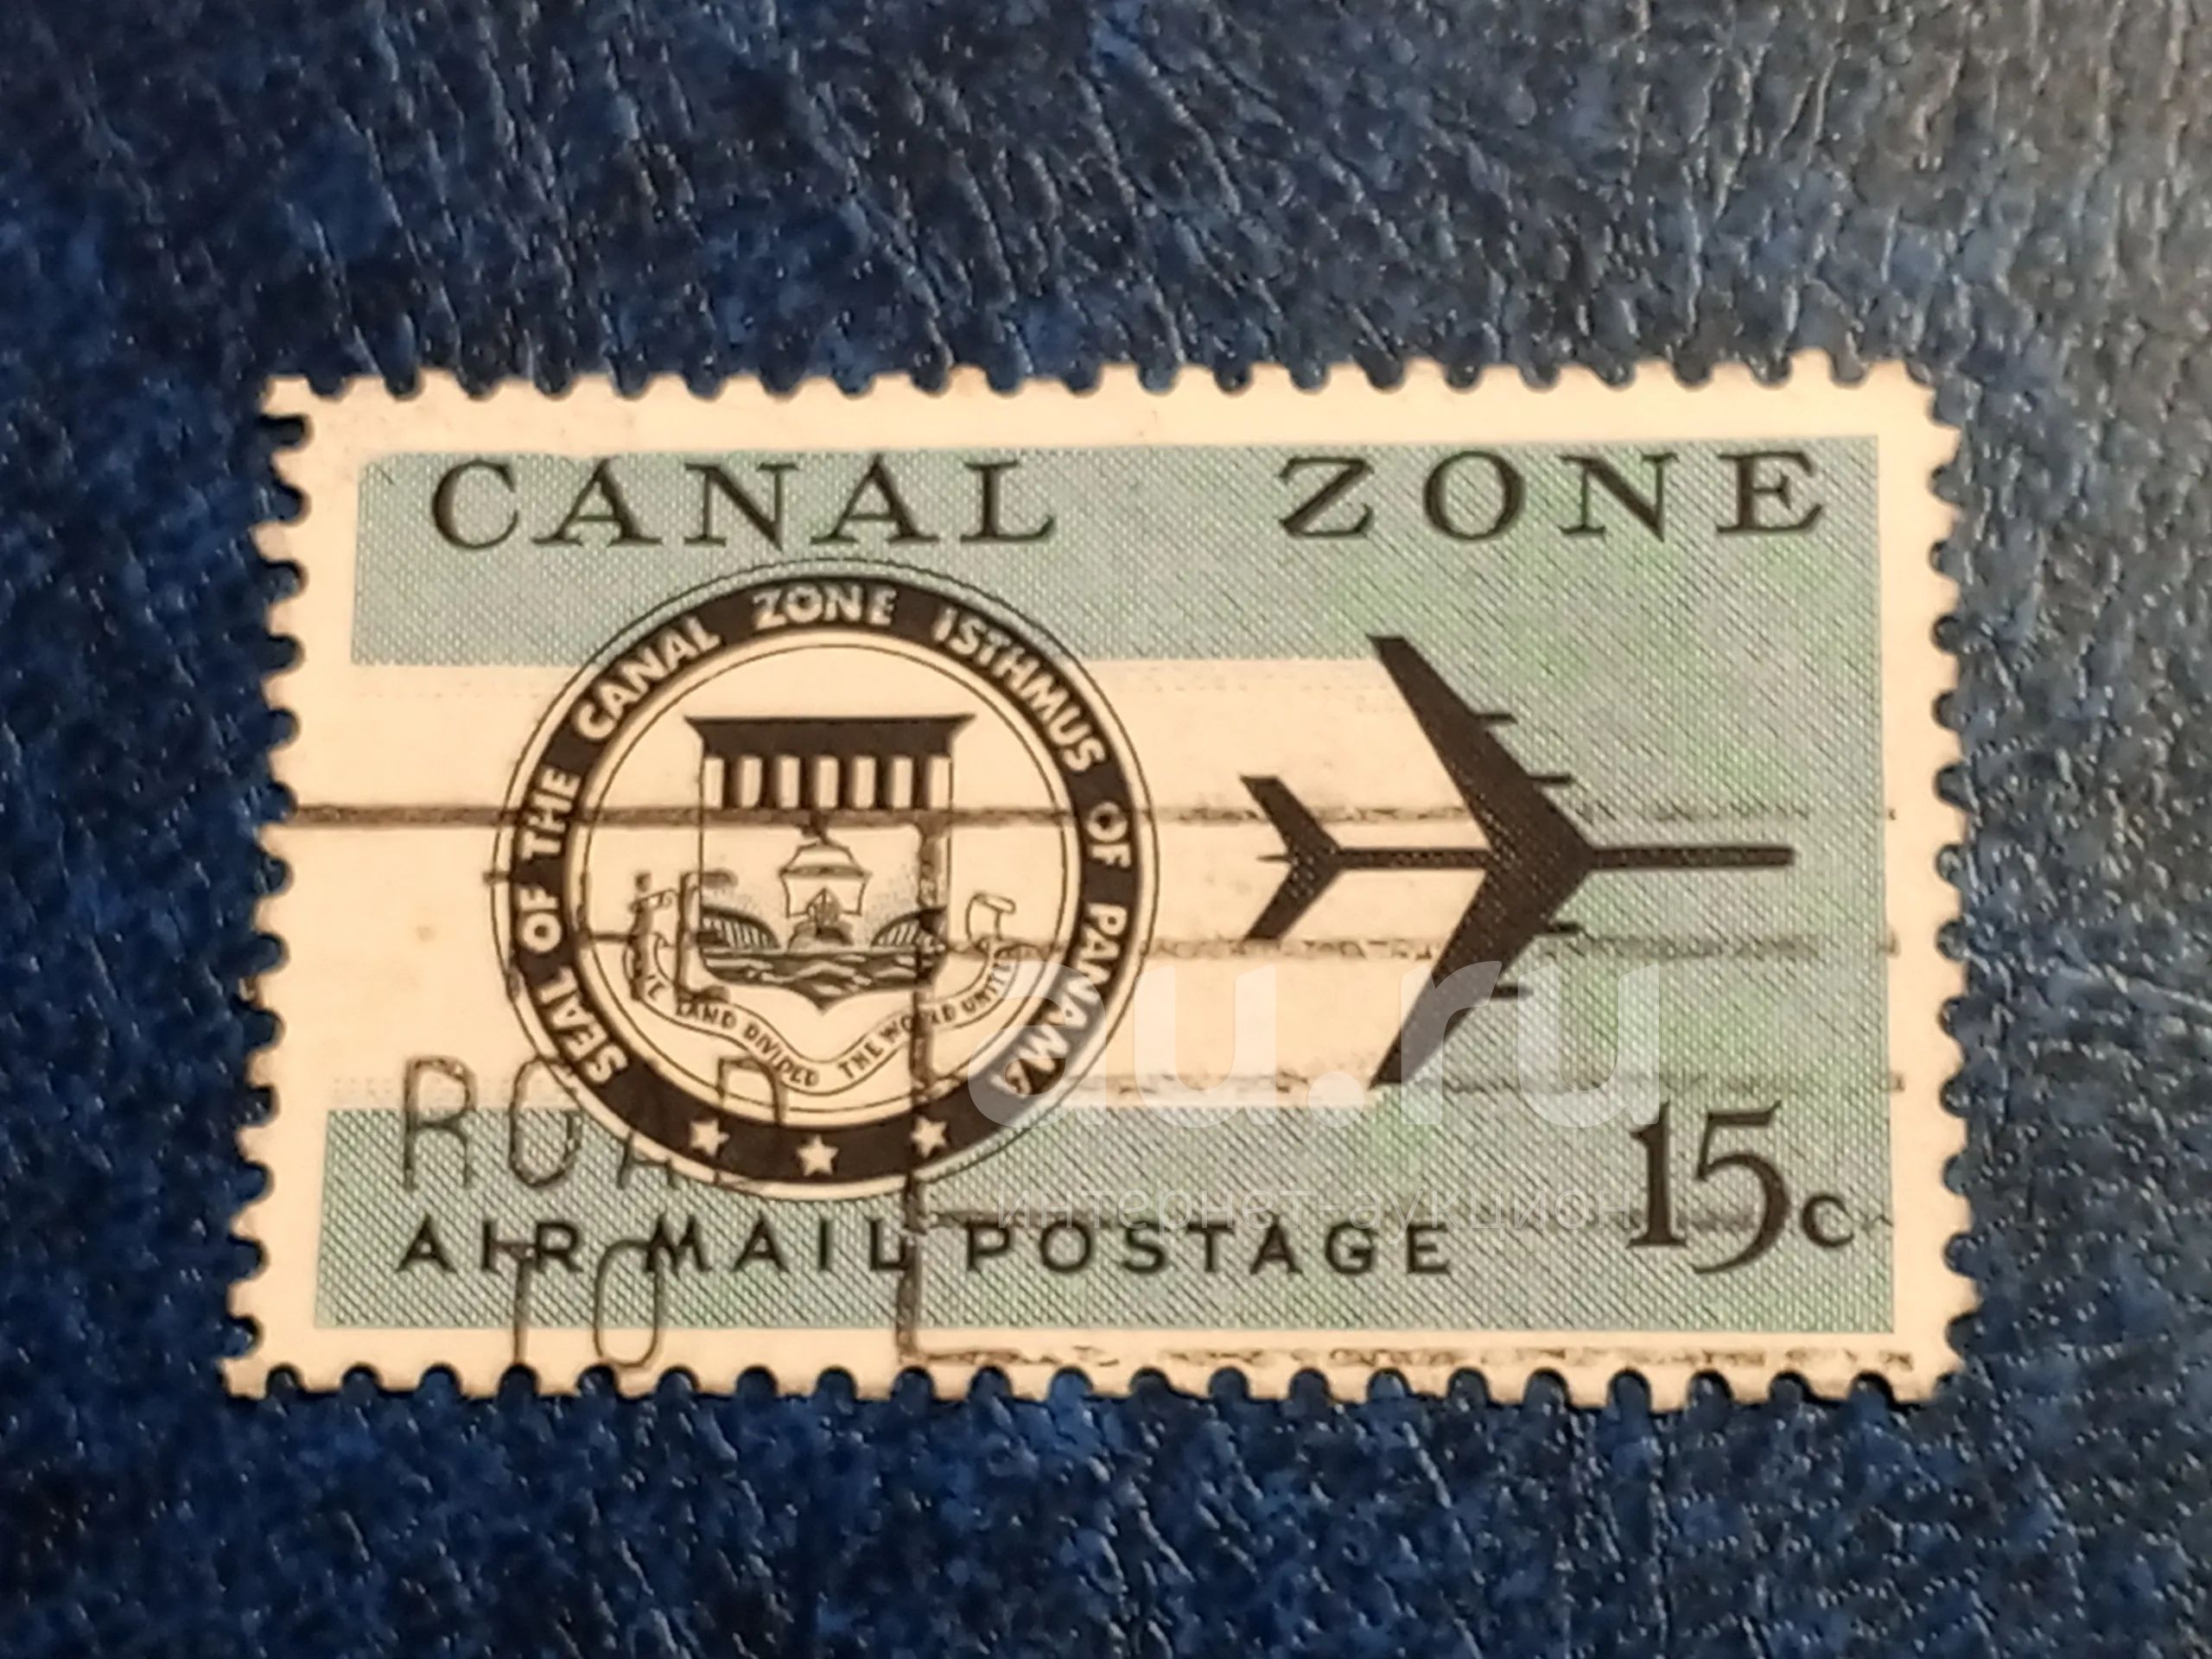 CANAL ZONE
SEAL OF THE CANAL ZONE ISTHMUS OF PANAMA
THE LAND DIVIDED THE WORLD UNITED
ROAD
TO
AIR MAIL POSTAGE
15c
au.ru
интернет-аукцион